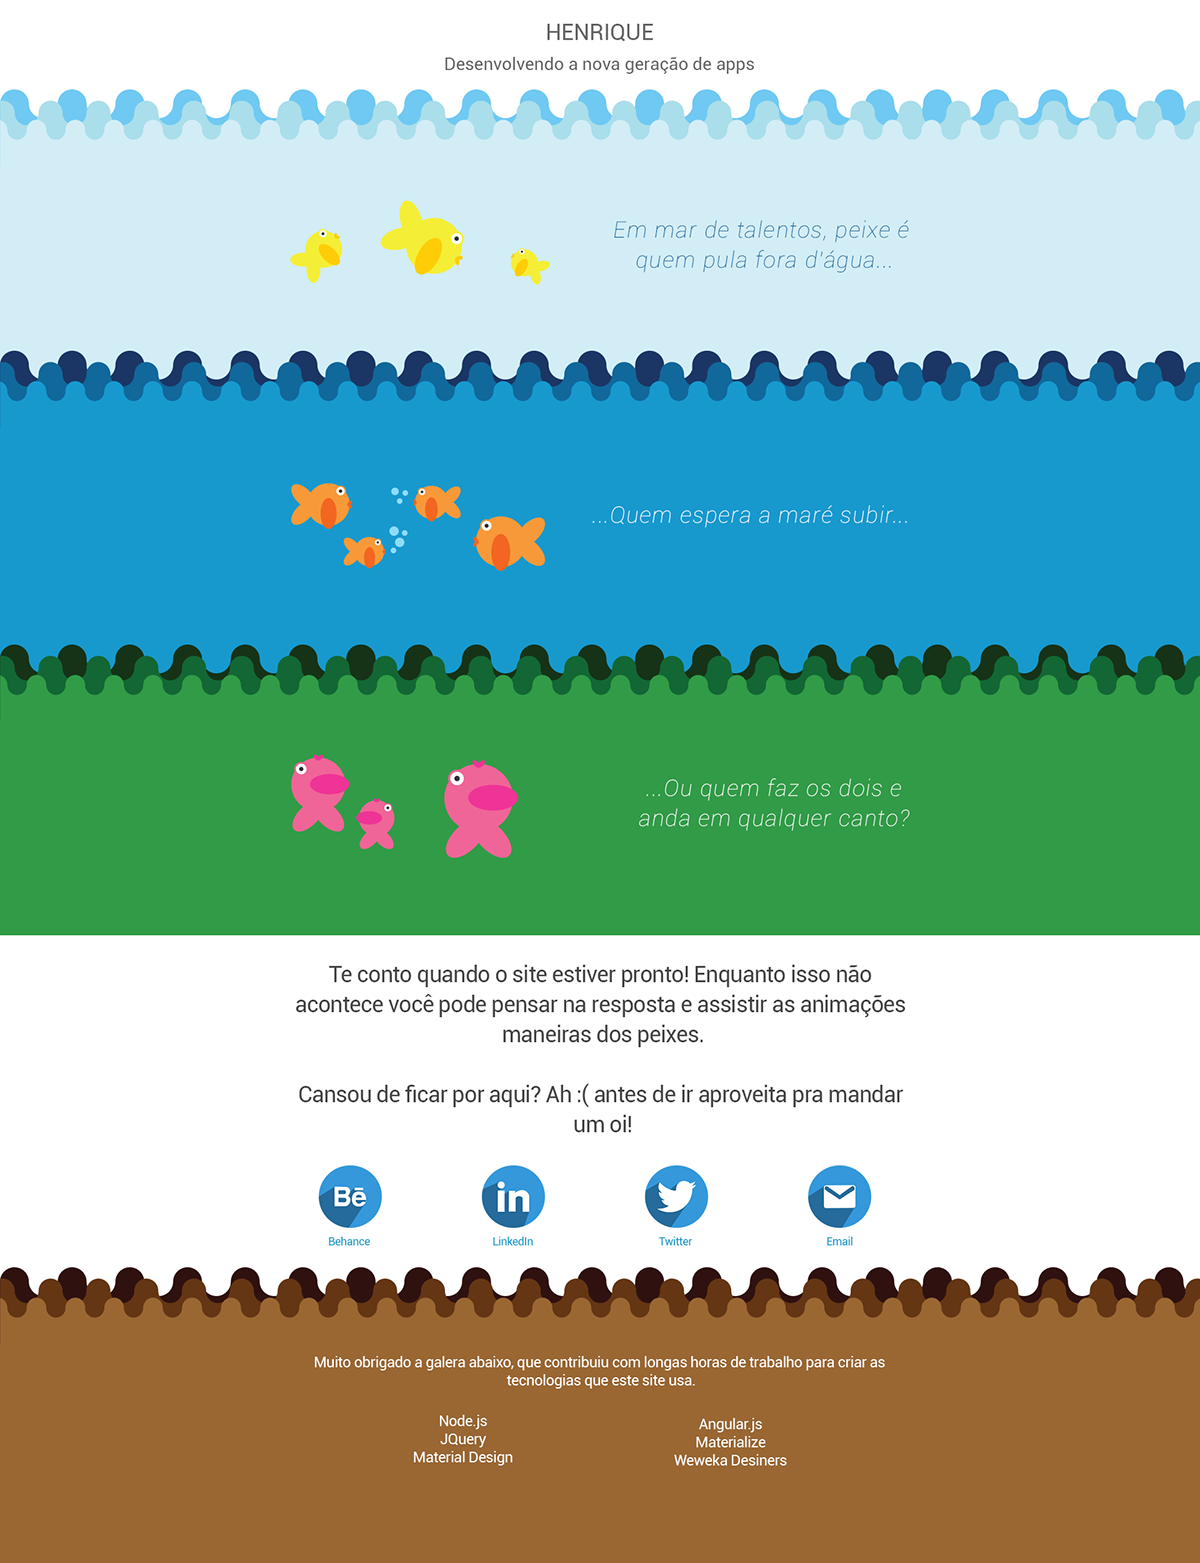 HENRIQUE
Desenvolvendo a nova geração de apps
Em mar de talentos, peixe é
quem pula fora d'água...
...Quem espera a maré subir...
...Ou quem faz os dois e
anda em qualquer canto?
Te conto quando o site estiver pronto! Enquanto isso não
acontece você pode pensar na resposta e assistir as animações
maneiras dos peixes.
Cansou de ficar por aqui? Ah :( antes de ir aproveita pra mandar
um oi!
Bē
in
Behance
LinkedIn
Twitter
Email
Muito obrigado a galera abaixo, que contribuiu com longas horas de trabalho para criar as
tecnologias que este site usa.
Node.js
JQuery
Material Design
Angular.js
Materialize
Weweka Desiners